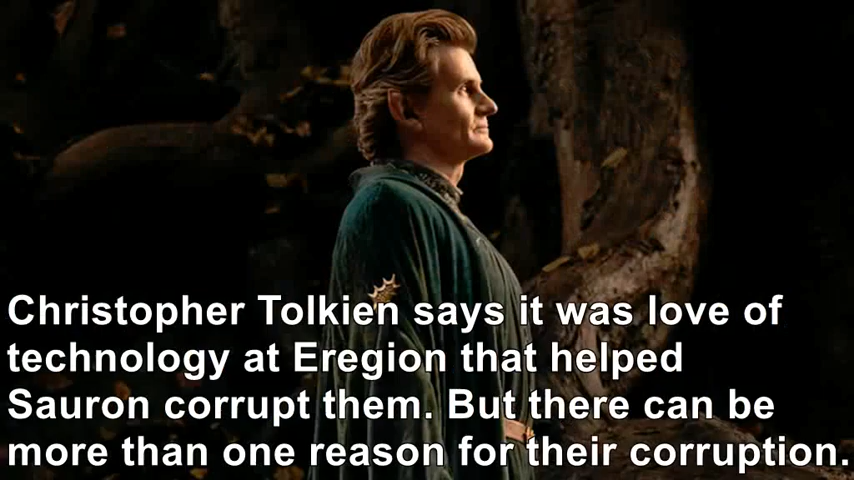 Christopher Tolkien says it was love of
technology at Eregion that helped
Sauron corrupt them. But there can be
more than one reason for their corruption.